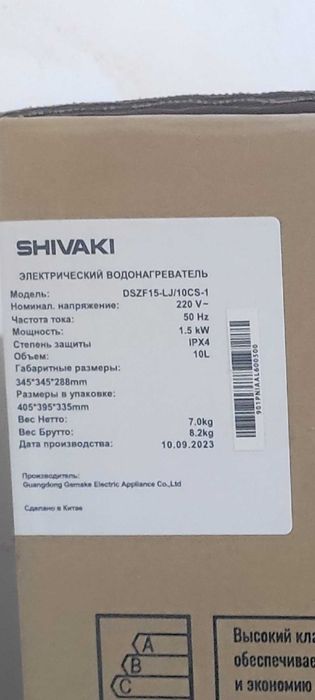 SHIVAKI
ЭЛЕКТРИЧЕСКИЙ ВОДОНАГРЕВАТЕЛЬ
Модель: DSZF15-LJ/10CS-1
Номинал. напряжение: 220 V~
Частота тока: 50 Hz
Мощность: 1.5 kW
Степень защиты IPX4
Объем: 10L
Габаритные размеры:
345*345*288mm
Размеры в упаковке:
405*395*335mm
Вес Нетто: 7.0kg
Вес Брутто: 8.2kg
Дата производства: 10.09.2023
901PNIAAL600500
Производитель:
Guangdong Gemake Electric Appliance Co.,Ltd
Сделано в Китае
A
B
C
Высокий кла
обеспечивае
и экономию